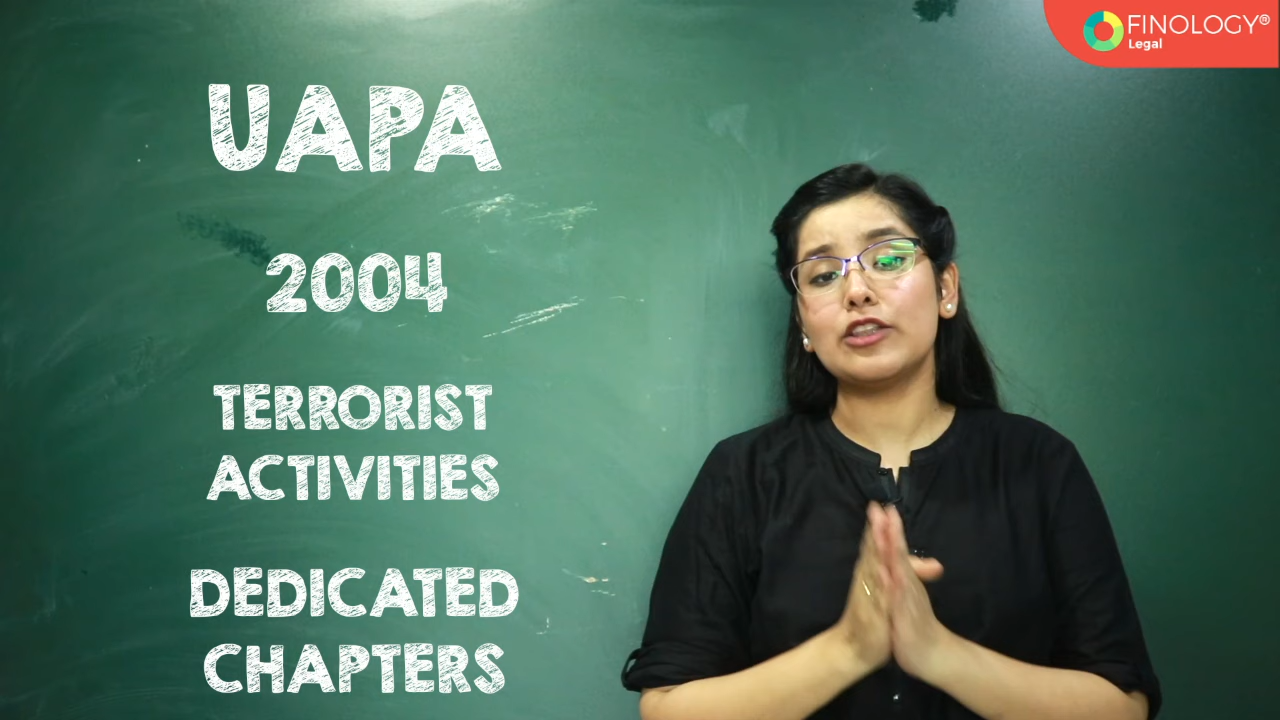 FINOLOGY®
Legal
UAPA
2004
TERRORIST
ACTIVITIES
DEDICATED
CHAPTERS